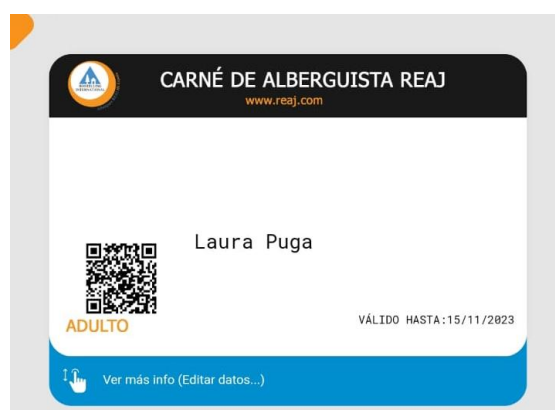 CARNÉ DE ALBERGUISTA REAJ
www.reaj.com
Laura Puga
ADULTO
VÁLIDO HASTA:15/11/2023
Ver más info (Editar datos...)